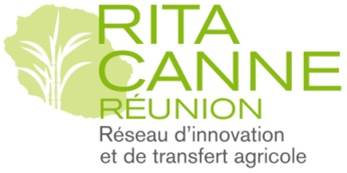 RITA
CANNE
RÉUNION
Réseau d'innovation
et de transfert agricole